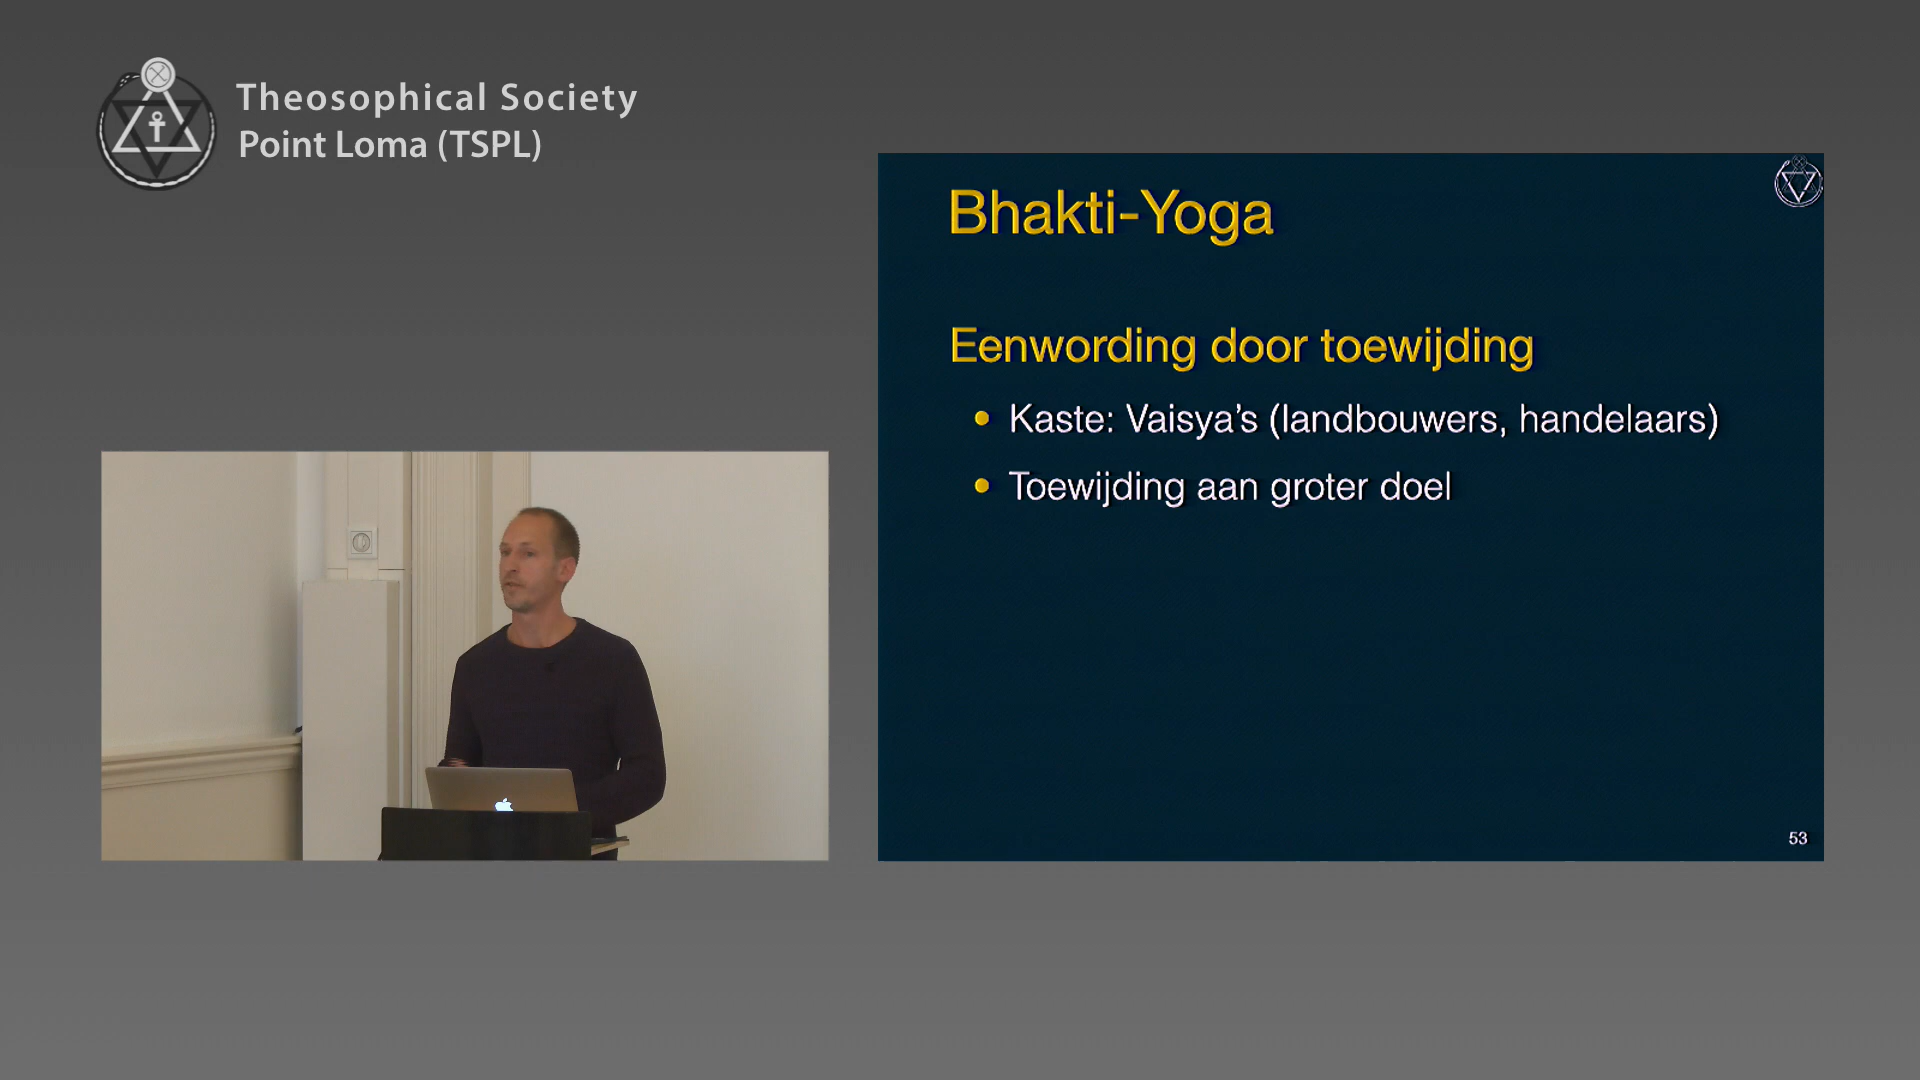 Theosophical Society
Point Loma (TSPL)
Bhakti-Yoga
Eenwording door toewijding
• Kaste: Vaisya’s (landbouwers, handelaars)
• Toewijding aan groter doel
53